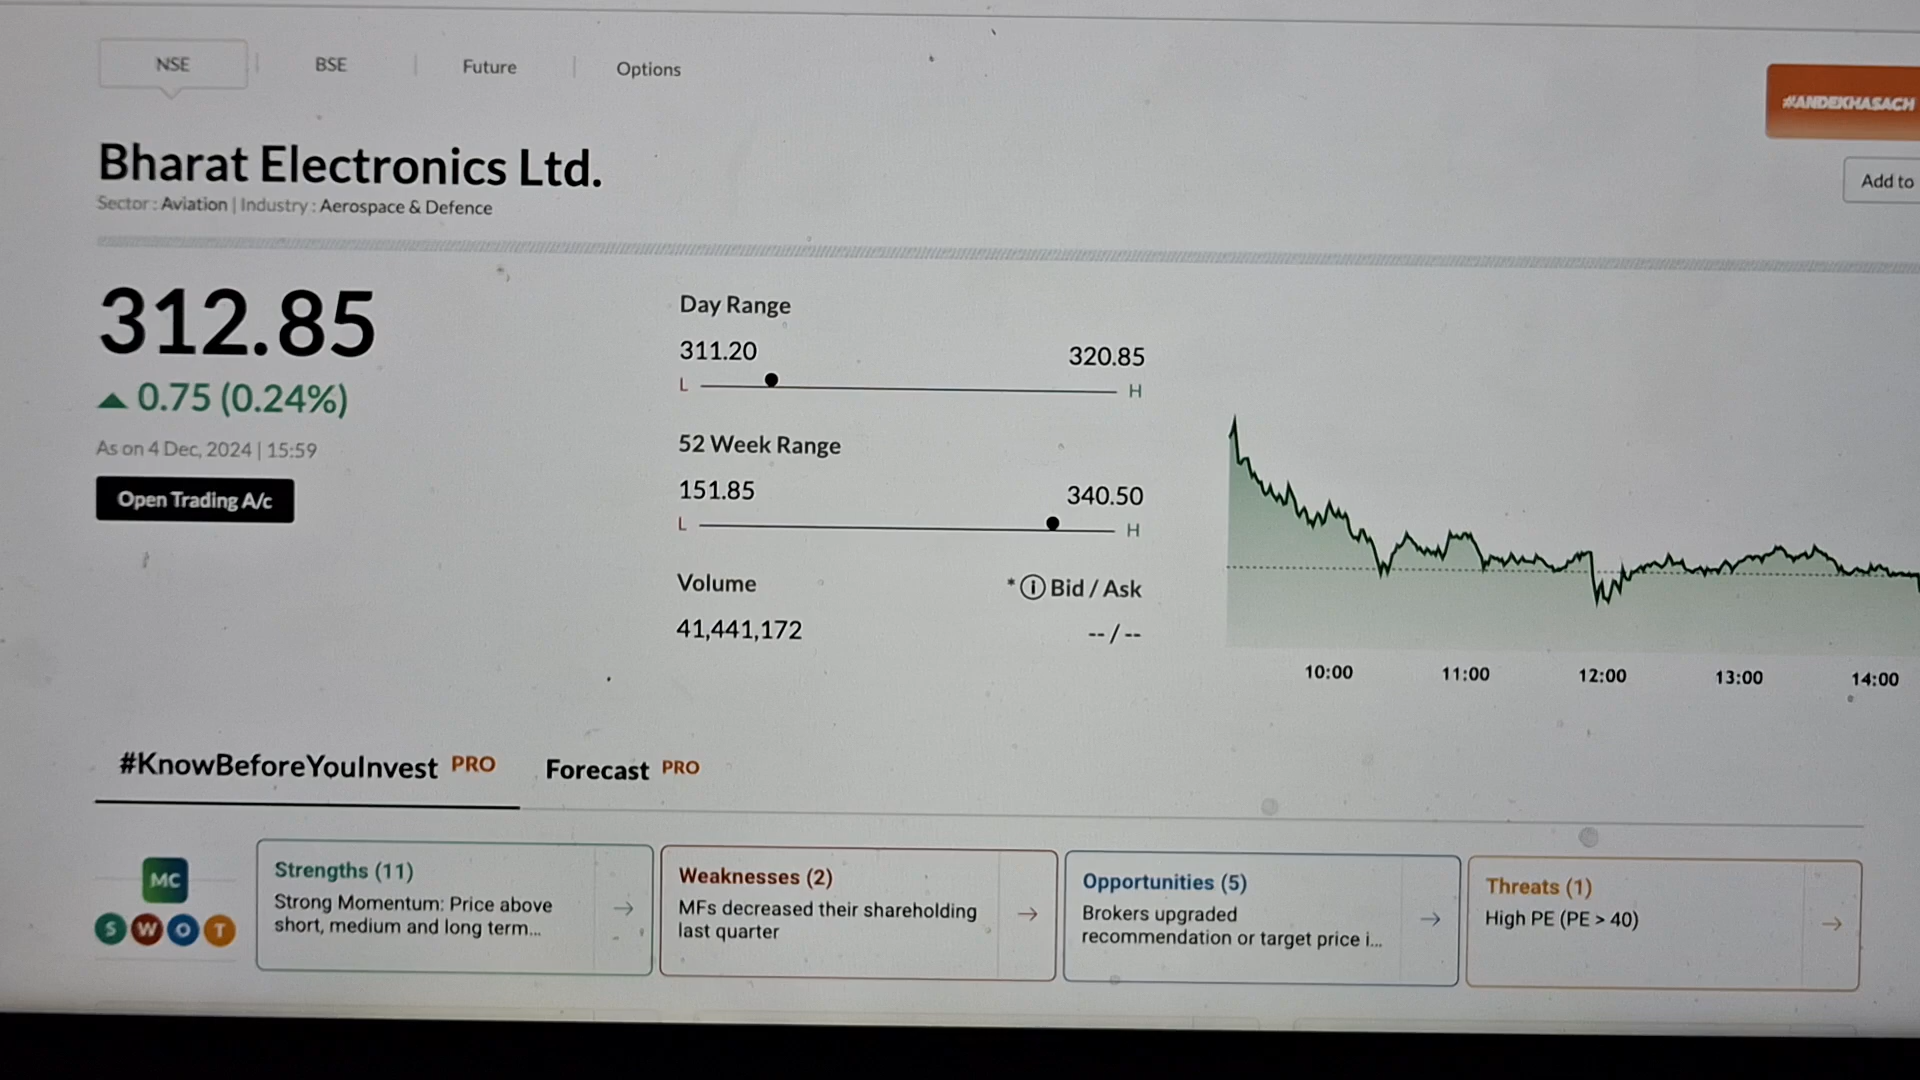 NSE | BSE | Future | Options
#ANDEKHASACH
Bharat Electronics Ltd.
Add to
Sector : Aviation | Industry : Aerospace & Defence
312.85
0.75 (0.24%)
As on 4 Dec, 2024 | 15:59
Open Trading A/c
Day Range
311.20 320.85
L H
52 Week Range
151.85 340.50
L H
Volume * i Bid / Ask
41,441,172 -- / --
10:00 11:00 12:00 13:00 14:00
#KnowBeforeYouInvest PRO Forecast PRO
MC
S W O T
Strengths (11)
Strong Momentum: Price above
short, medium and long term...
Weaknesses (2)
MFs decreased their shareholding
last quarter
Opportunities (5)
Brokers upgraded
recommendation or target price i...
Threats (1)
High PE (PE > 40)